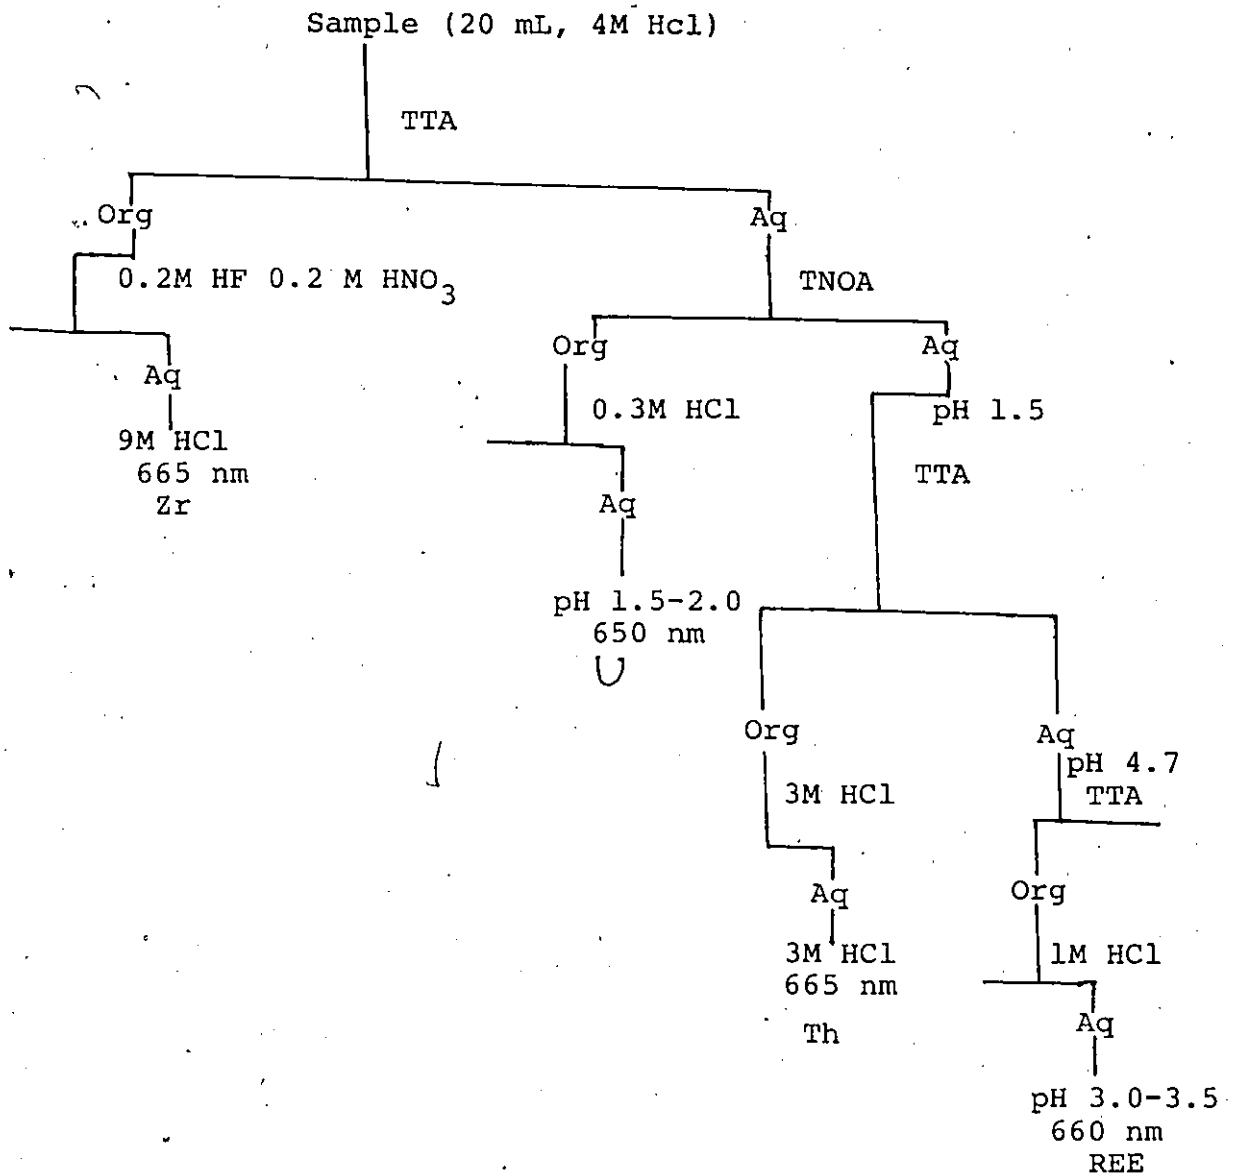 Sample (20 mL, 4M Hcl)
TTA
Org
Aq
0.2M HF 0.2 M HNO3
TNOA
Org
Aq
Aq
0.3M HCl
pH 1.5
9M HCl
665 nm
Zr
TTA
Aq
pH 1.5-2.0
650 nm
U
Org
Aq
pH 4.7
3M HCl
TTA
Aq
Org
3M HCl
1M HCl
665 nm
Aq
Th
pH 3.0-3.5
660 nm
REE